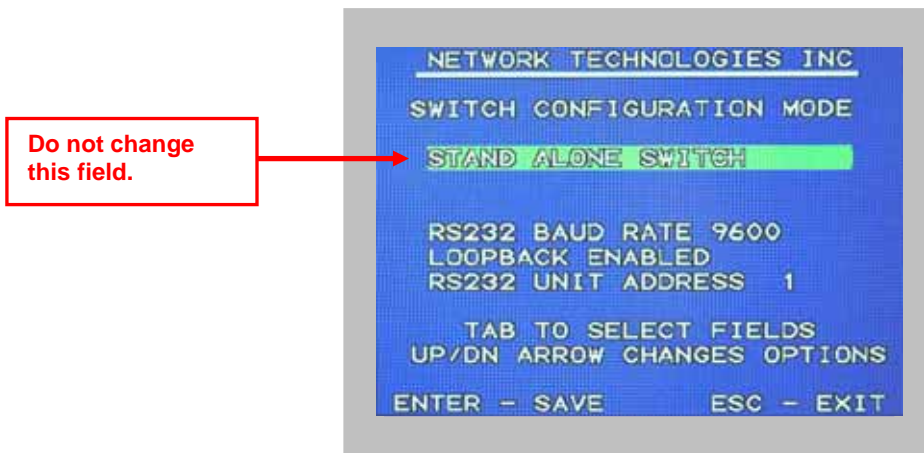 Do not change
this field.
NETWORK TECHNOLOGIES INC
SWITCH CONFIGURATION MODE
STAND ALONE SWITCH
RS232 BAUD RATE 9600
LOOPBACK ENABLED
RS232 UNIT ADDRESS 1
TAB TO SELECT FIELDS
UP/DN ARROW CHANGES OPTIONS
ENTER - SAVE ESC - EXIT